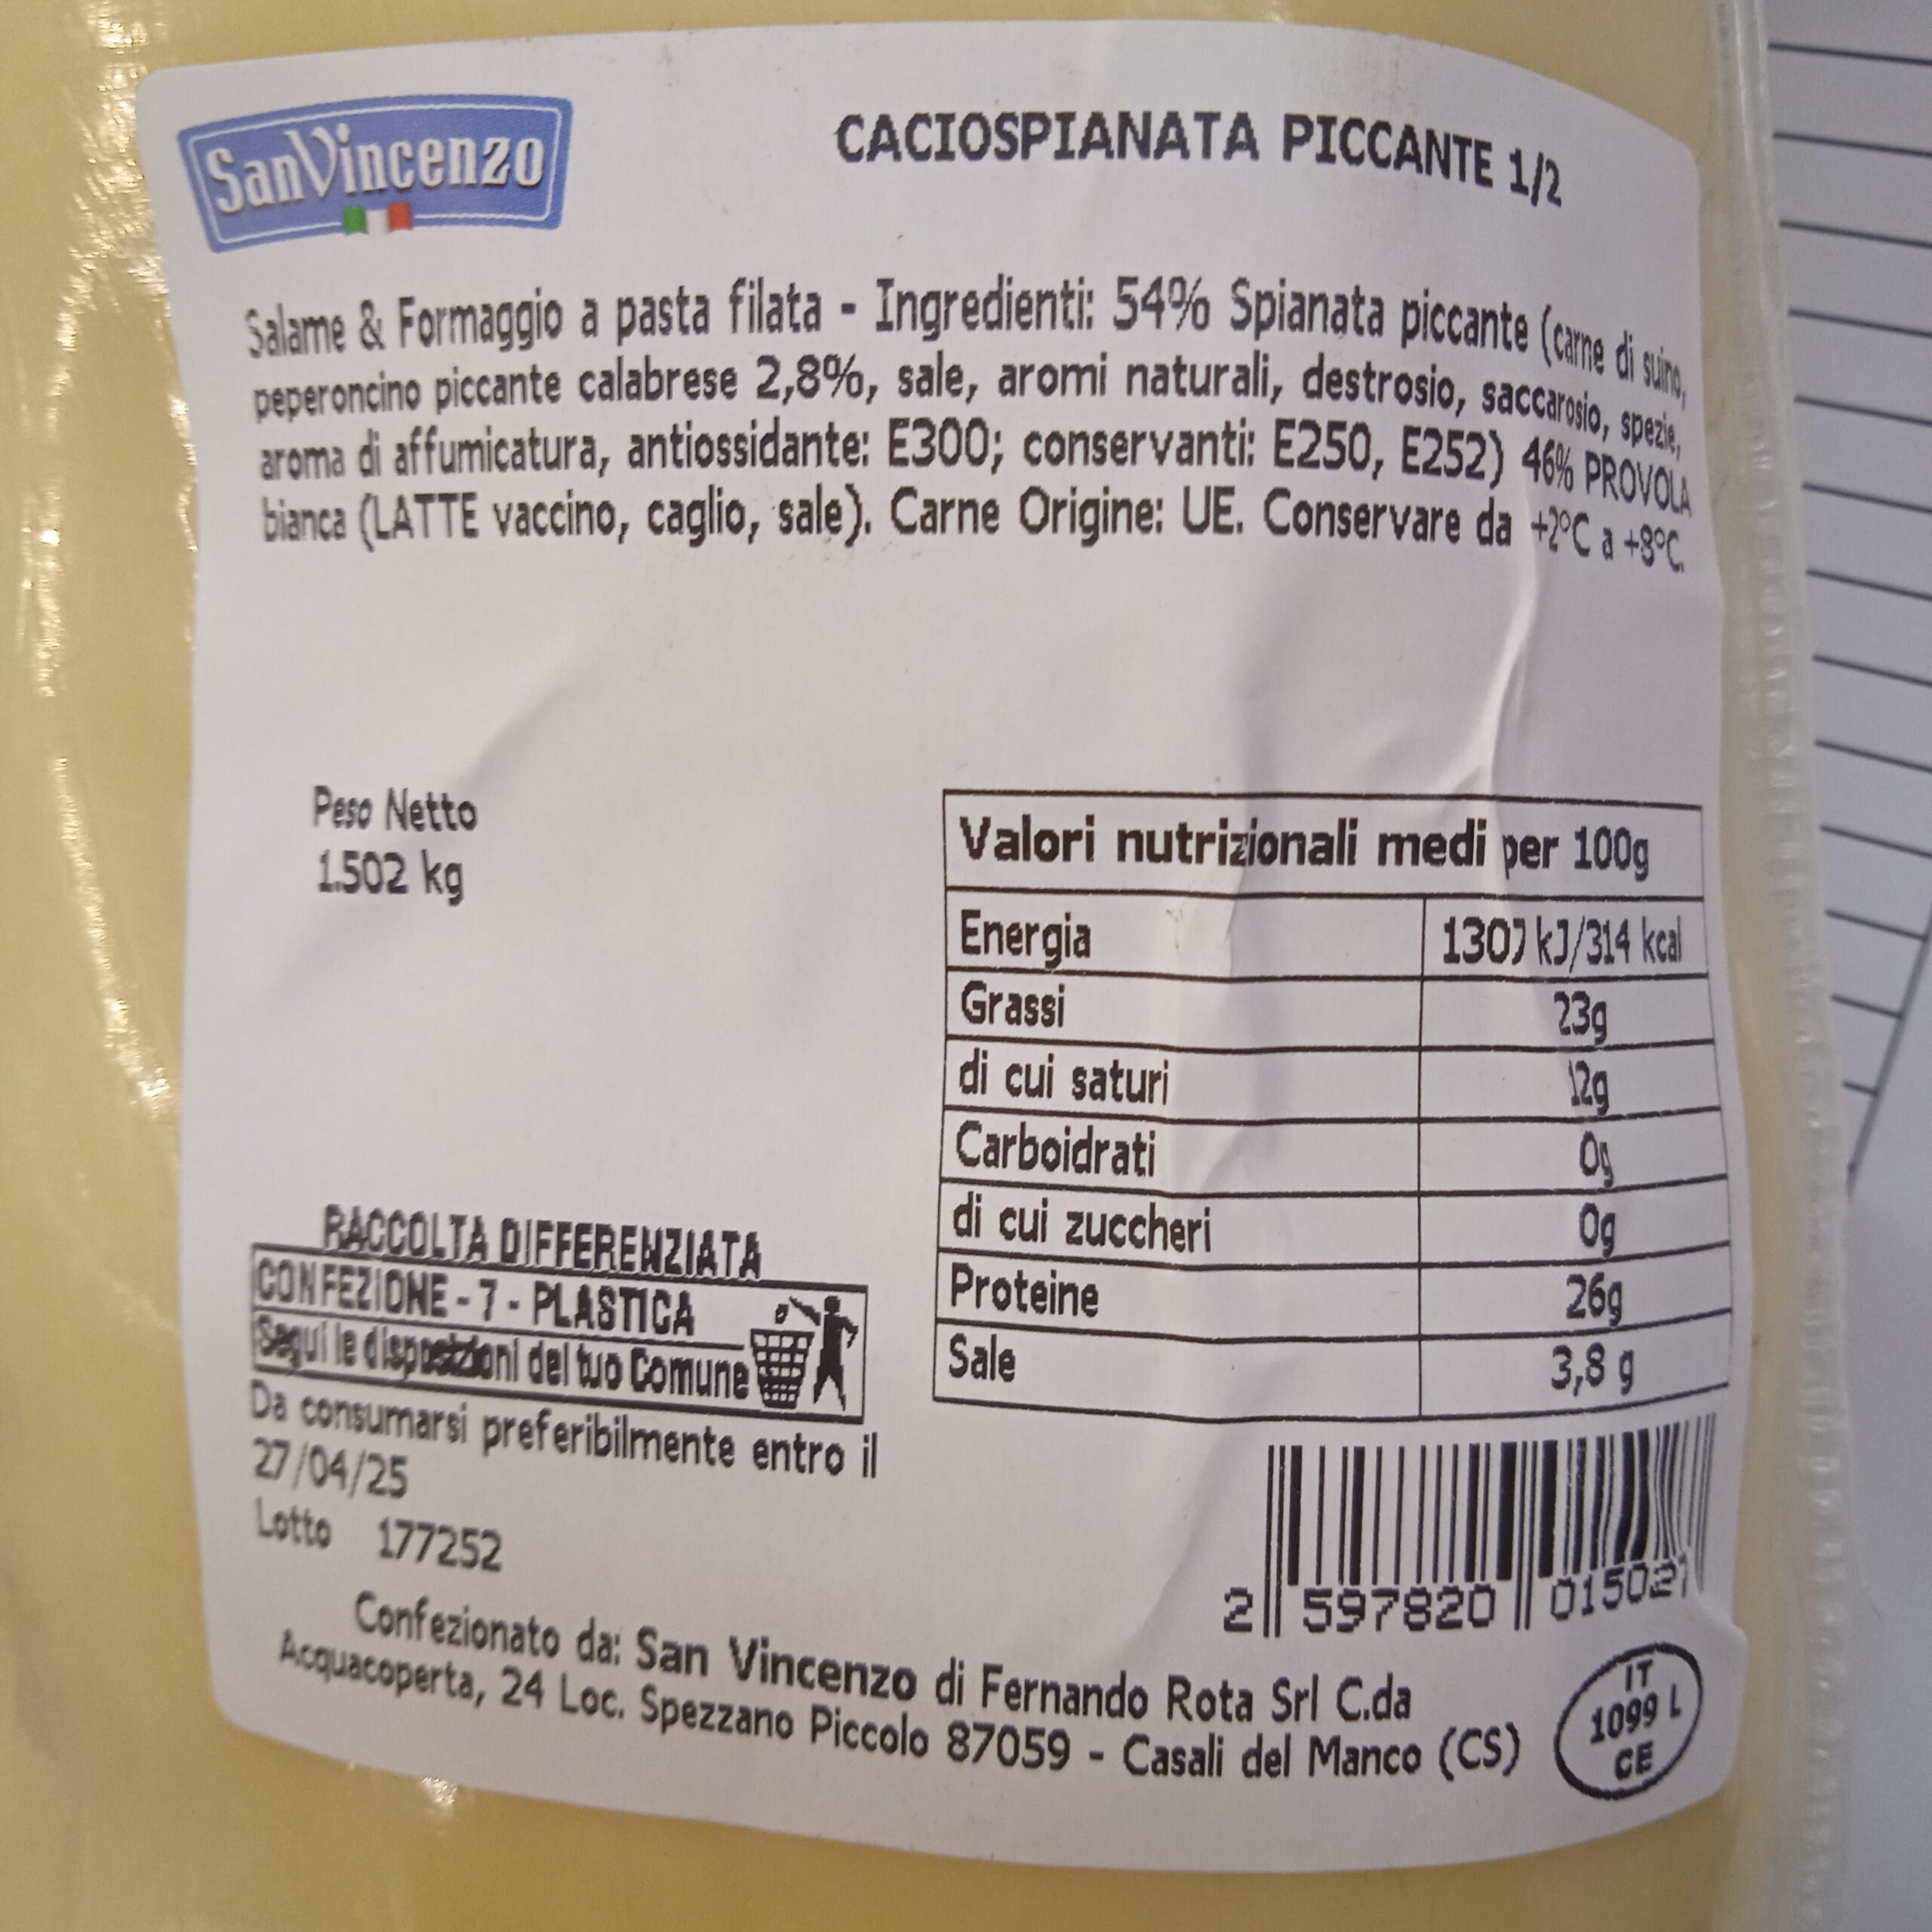 SanVincenzo
CACIOSPIANATA PICCANTE 1/2
Salame & Formaggio a pasta filata - Ingredienti: 54% Spianata piccante (carne di suino,
peperoncino piccante calabrese 2,8%, sale, aromi naturali, destrosio, saccarosio, spezie,
aroma di affumicatura, antiossidante: E300; conservanti: E250, E252) 46% PROVOLA
bianca (LATTE vaccino, caglio, sale). Carne Origine: UE. Conservare da +2°C a +8°C.
Peso Netto
1.502 kg
Valori nutrizionali medi per 100g
Energia kJ/314 kcal
Grassi 23g
di cui saturi 12g
Carboidrati 0g
di cui zuccheri 0g
Proteine 26g
Sale 3,8 g
RACCOLTA DIFFERENZIATA
CONFEZIONE - 7 - PLASTICA
Segui le disposizioni del tuo Comune
Da consumarsi preferibilmente entro il
27/04/25
Lotto 177252
2 597820 015027
Confezionato da: San Vincenzo di Fernando Rota Srl C.da
Acquacoperta, 24 Loc. Spezzano Piccolo 87059 - Casali del Manco (CS)
IT
1099 L
CE